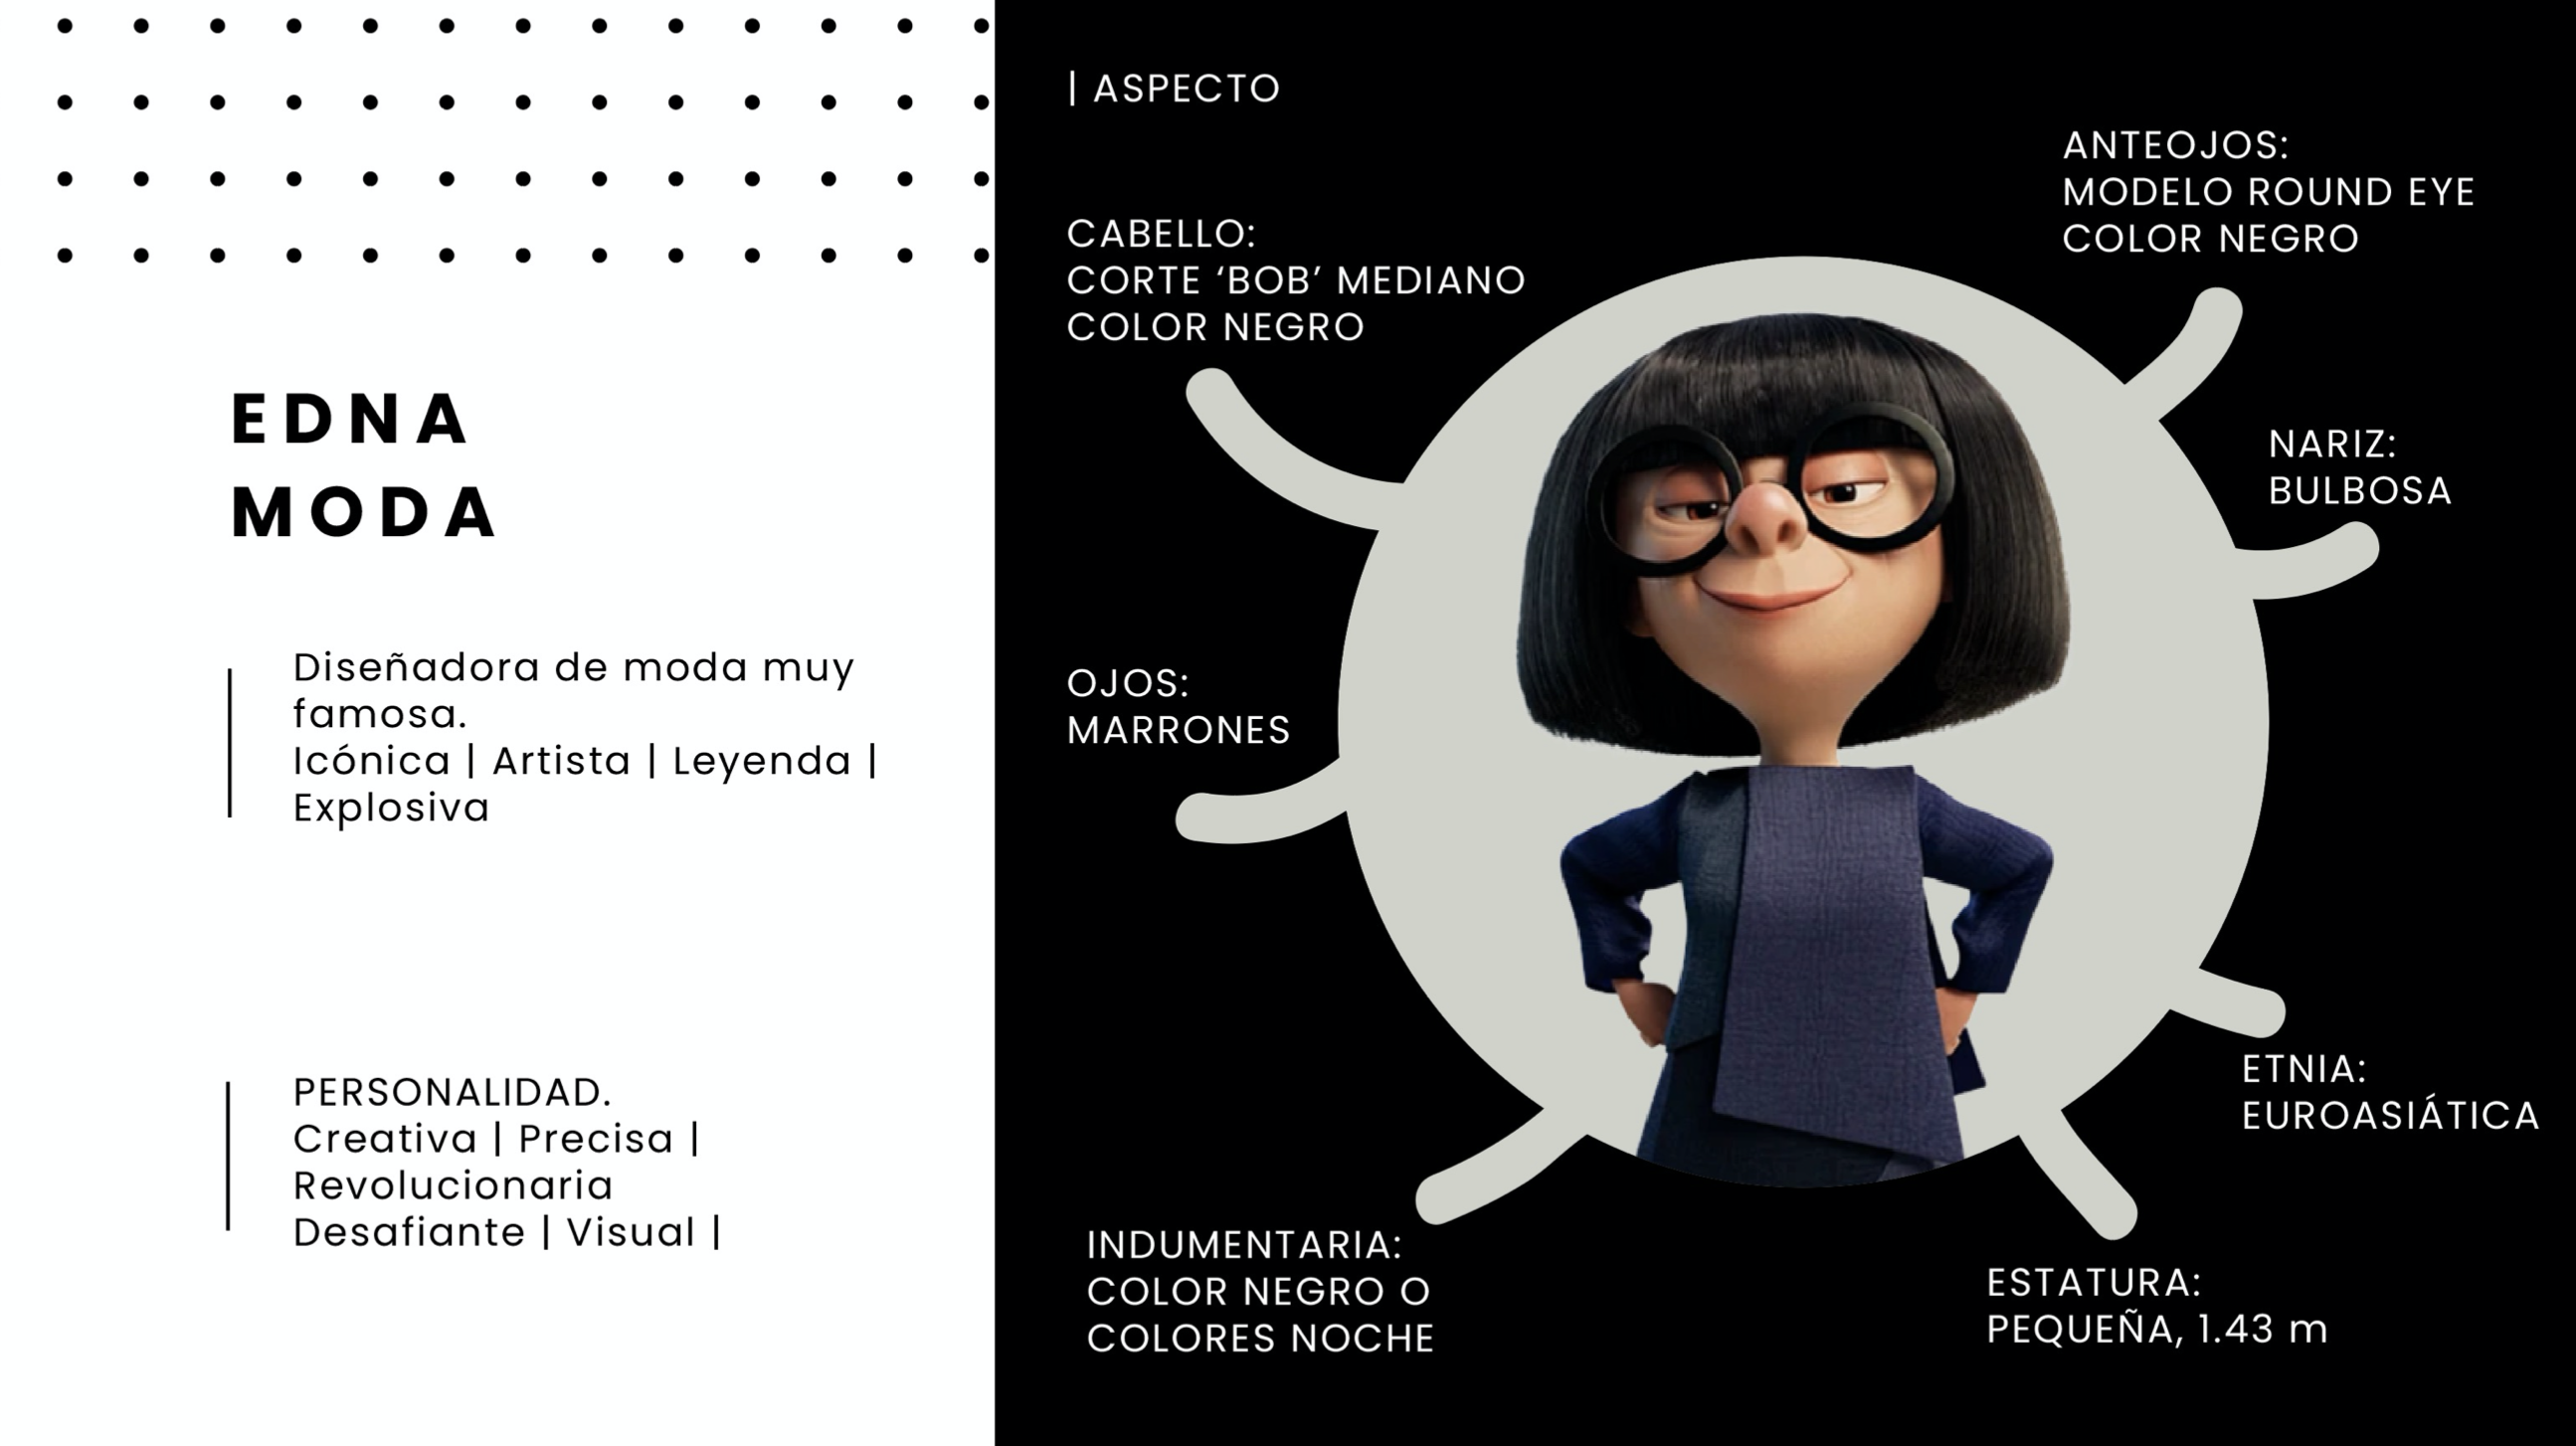 EDNA
MODA
Diseñadora de moda muy
famosa.
Icónica | Artista | Leyenda |
Explosiva
PERSONALIDAD.
Creativa | Precisa |
Revolucionaria
Desafiante | Visual |
| ASPECTO
CABELLO:
CORTE ‘BOB’ MEDIANO
COLOR NEGRO
ANTEOJOS:
MODELO ROUND EYE
COLOR NEGRO
NARIZ:
BULBOSA
OJOS:
MARRONES
ETNIA:
EUROASIÁTICA
INDUMENTARIA:
COLOR NEGRO O
COLORES NOCHE
ESTATURA:
PEQUEÑA, 1.43 m